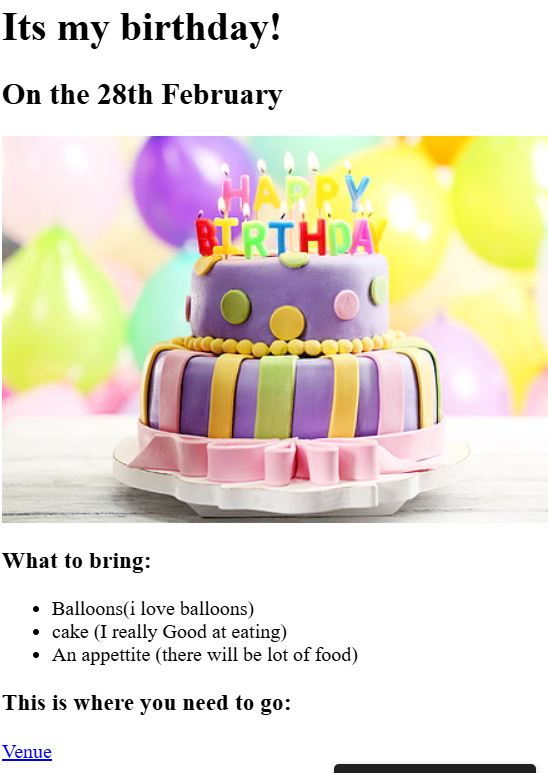 Its my birthday!
On the 28th February
HAPPY
BIRTHDAY
What to bring:
Balloons(i love balloons)
cake (I really Good at eating)
An appettite (there will be lot of food)
This is where you need to go:
Venue